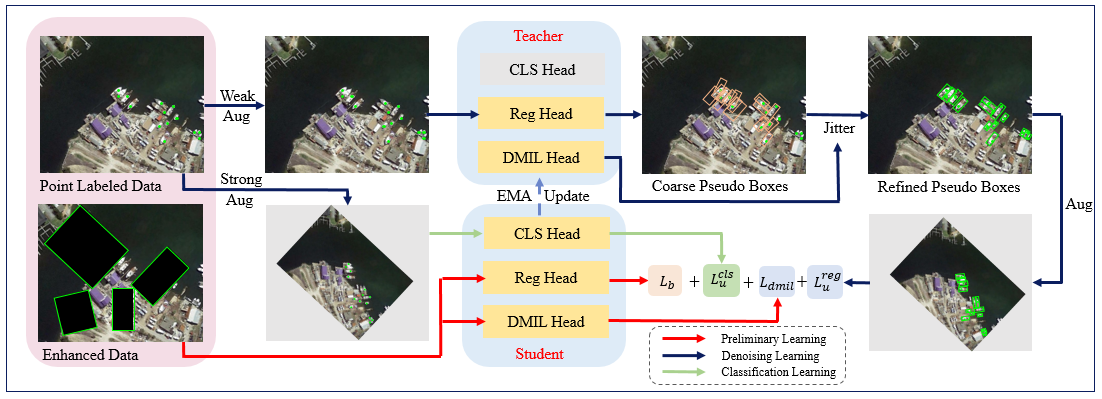 Teacher
CLS Head
Reg Head
DMIL Head
Weak
Aug
Point Labeled Data
Strong
Aug
Coarse Pseudo Boxes
Jitter
Refined Pseudo Boxes
Aug
EMA Update
CLS Head
Reg Head
DMIL Head
Student
Enhanced Data
L_b + L_u^{cls} + L_{dmil} + L_u^{reg}
Preliminary Learning
Denoising Learning
Classification Learning